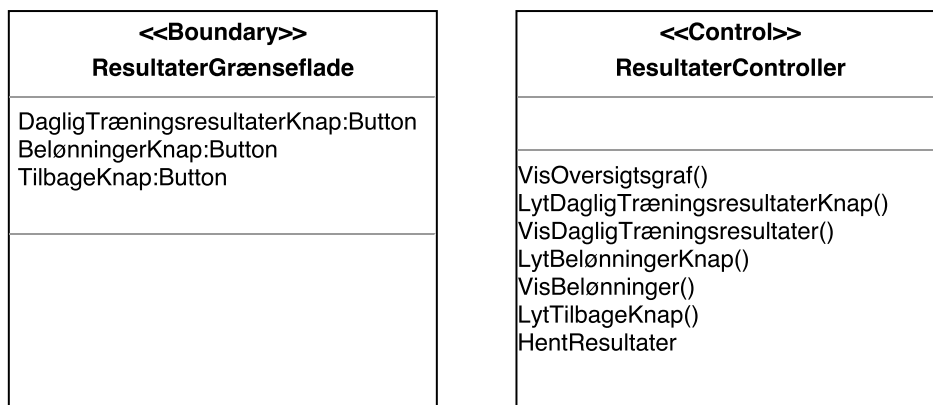 <<Boundary>>
ResultaterGrænseflade
DagligTræningsresultaterKnap:Button
BelønningerKnap:Button
TilbageKnap:Button
<<Control>>
ResultaterController
VisOversigtsgraf()
LytDagligTræningsresultaterKnap()
VisDagligTræningsresultater()
LytBelønningerKnap()
VisBelønninger()
LytTilbageKnap()
HentResultater